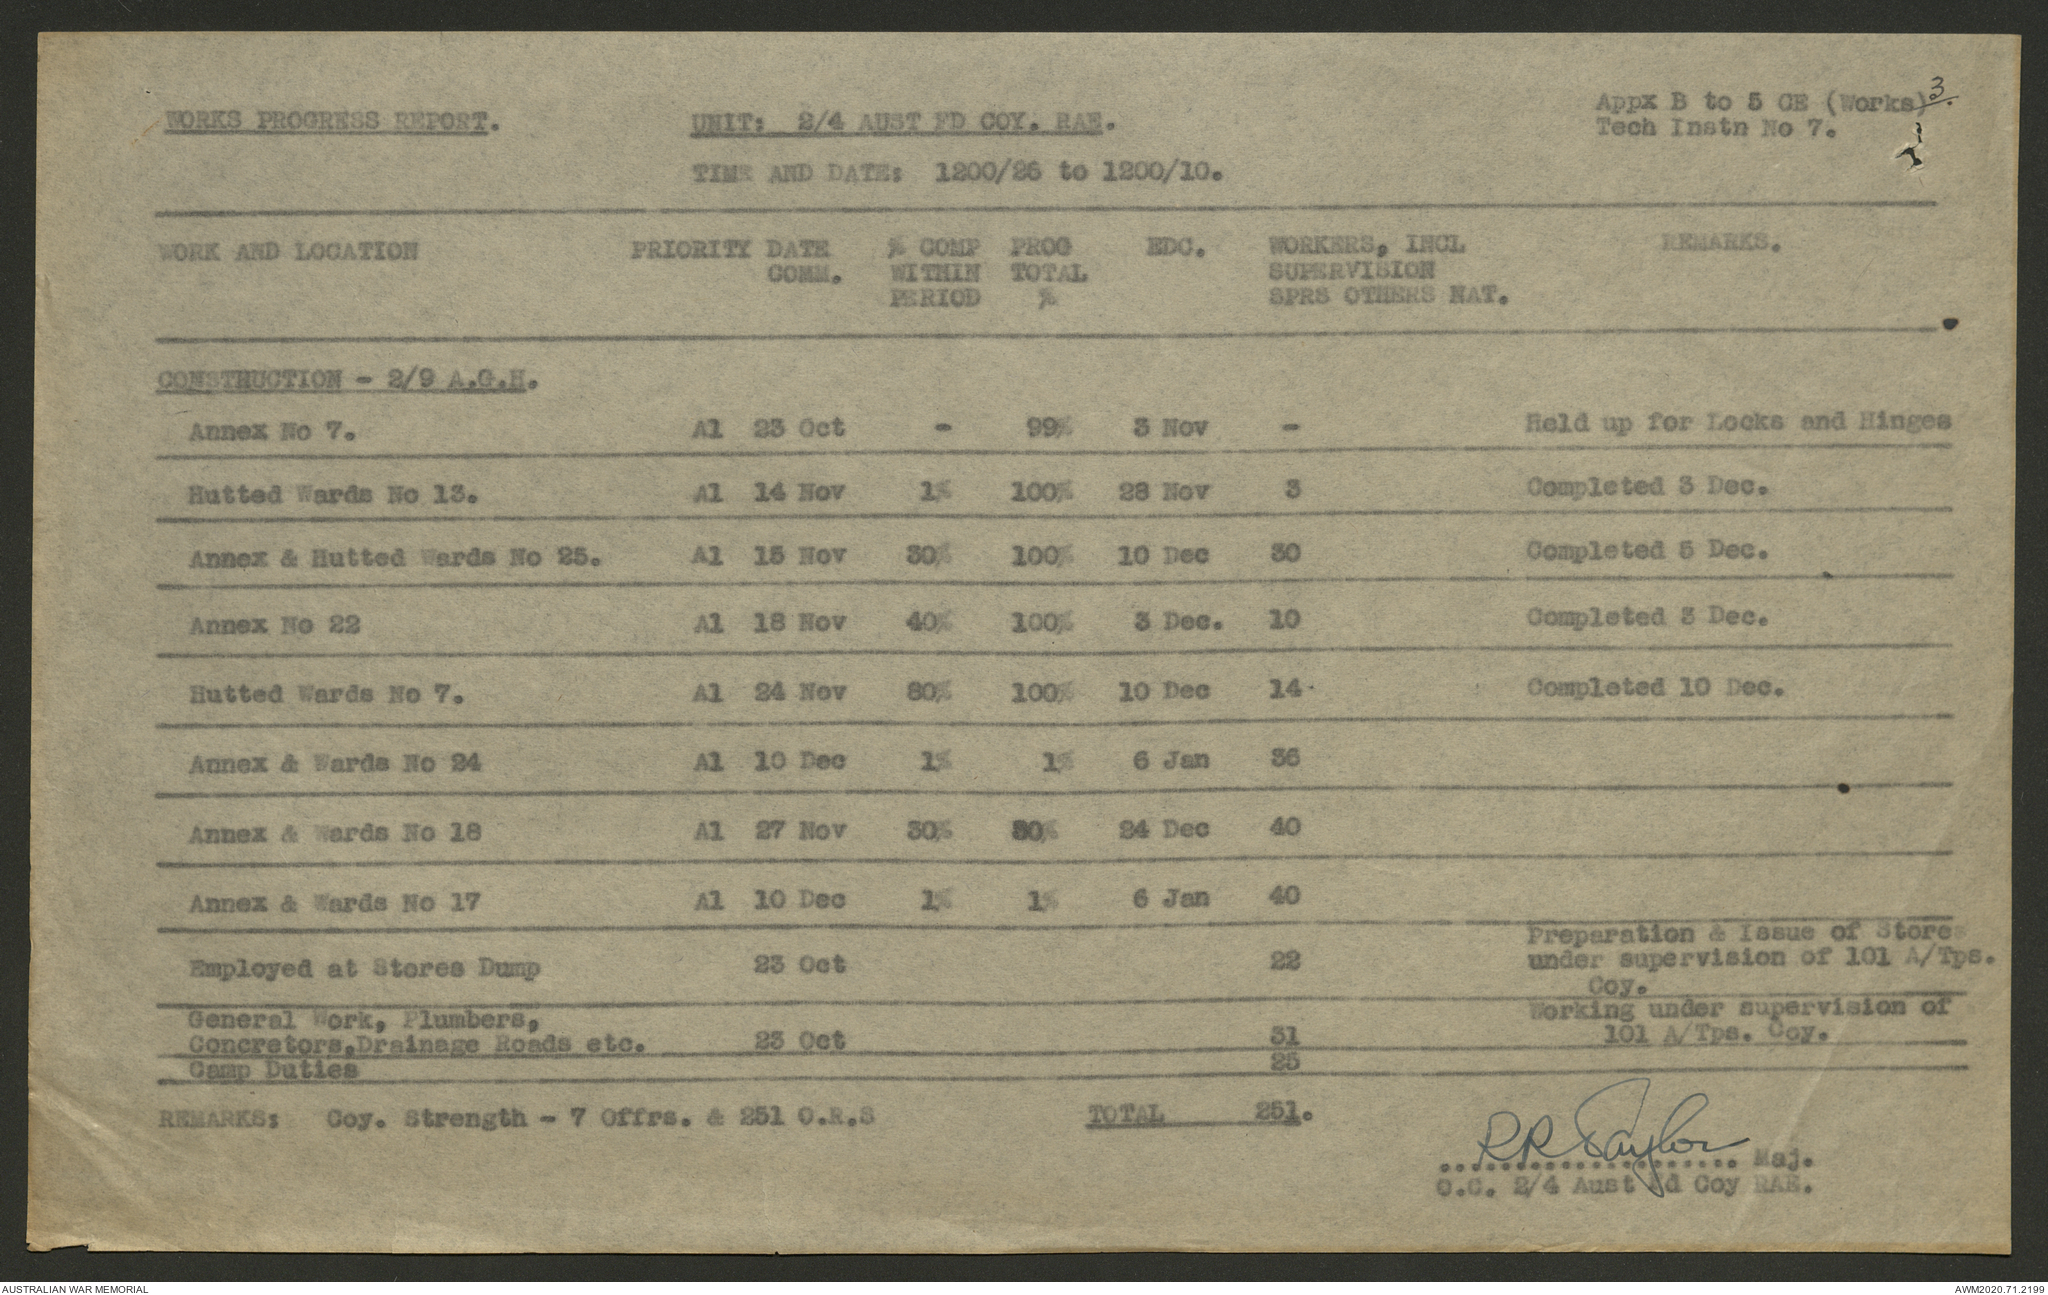 3.
WORKS PROGRESS REPORT. UNIT: 2/4 AUST FD COY. RAE. Appx B to 5 CE (Works)
Tech Instn No 7.
TIME AND DATE: 1200/26 to 1200/10.
WORK AND LOCATION PRIORITY DATE % COMP PROG EDC. WORKERS, INCL REMARKS.
COMM. WITHIN TOTAL SUPERVISION
PERIOD % SPRS OTHERS NAT.
CONSTRUCTION - 2/9 A.G.H.
Annex No 7. A1 23 Oct - 99% 3 Nov - Held up for Locks and Hinges
Hutted Wards No 13. A1 14 Nov 1% 100% 28 Nov 3 Completed 3 Dec.
Annex & Hutted Wards No 25. A1 15 Nov 30% 100% 10 Dec 30 Completed 5 Dec.
Annex No 22 A1 18 Nov 40% 100% 3 Dec. 10 Completed 3 Dec.
Hutted Wards No 7. A1 24 Nov 80% 100% 10 Dec 14 Completed 10 Dec.
Annex & Wards No 24 A1 10 Dec 1% 1% 6 Jan 36
Annex & Wards No 18 A1 27 Nov 30% 24 Dec 40
Annex & Wards No 17 A1 10 Dec 1% 1% 6 Jan 40
Preparation & Issue of Stores
Employed at Stores Dump 23 Oct 22 under supervision of 101 A/Tps.
Coy.
General Work, Plumbers, Working under supervision of
Concretors,Drainage Roads etc. 23 Oct 31 101 A/Tps. Coy.
Camp Duties 25
REMARKS: Coy. Strength - 7 Offrs. & 251 O.R.S TOTAL 251.
RR Taylor
.................... Maj.
O.C. 2/4 Aust Fd Coy RAE.
AUSTRALIAN WAR MEMORIAL AWM2020.71.2199